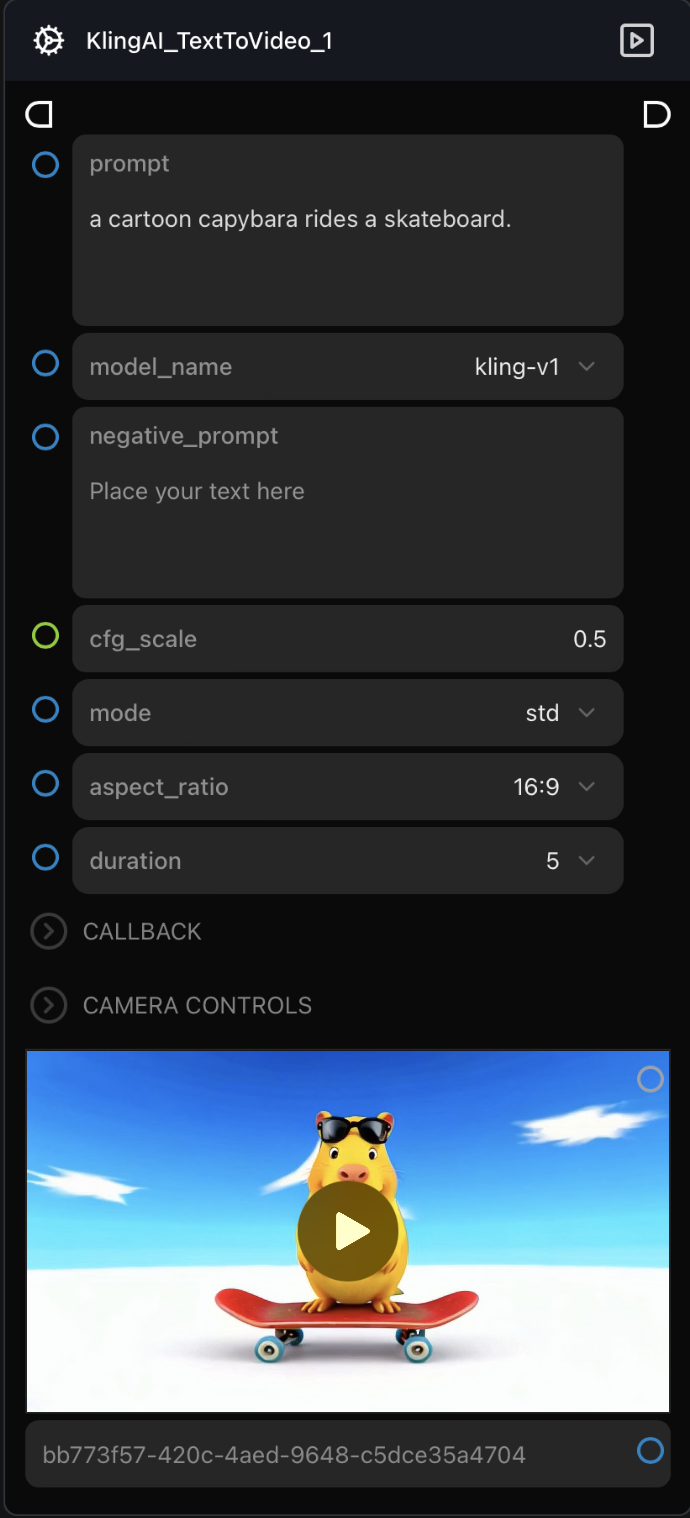 KlingAI_TextToVideo_1
prompt
a cartoon capybara rides a skateboard.
model_name kling-v1
negative_prompt
Place your text here
cfg_scale 0.5
mode std
aspect_ratio 16:9
duration 5
CALLBACK
CAMERA CONTROLS
bb773f57-420c-4aed-9648-c5dce35a4704